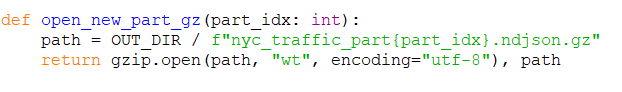 def open_new_part_gz(part_idx: int):
    path = OUT_DIR / f"nyc_traffic_part{part_idx}.ndjson.gz"
    return gzip.open(path, "wt", encoding="utf-8"), path